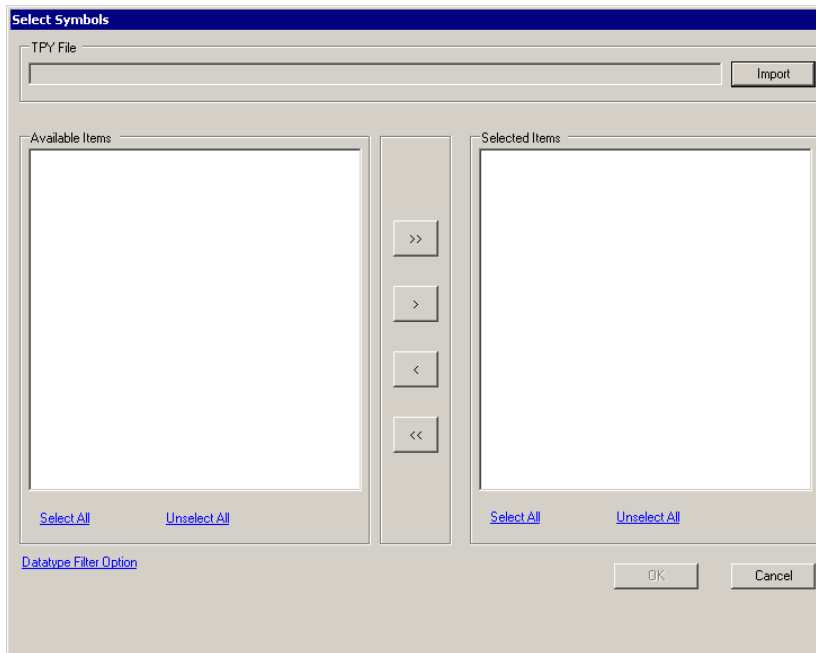 Select Symbols
TPY File
Import
Available Items
Selected Items
>>
>
<
<<
Select All
Unselect All
Select All
Unselect All
Datatype Filter Option
OK
Cancel